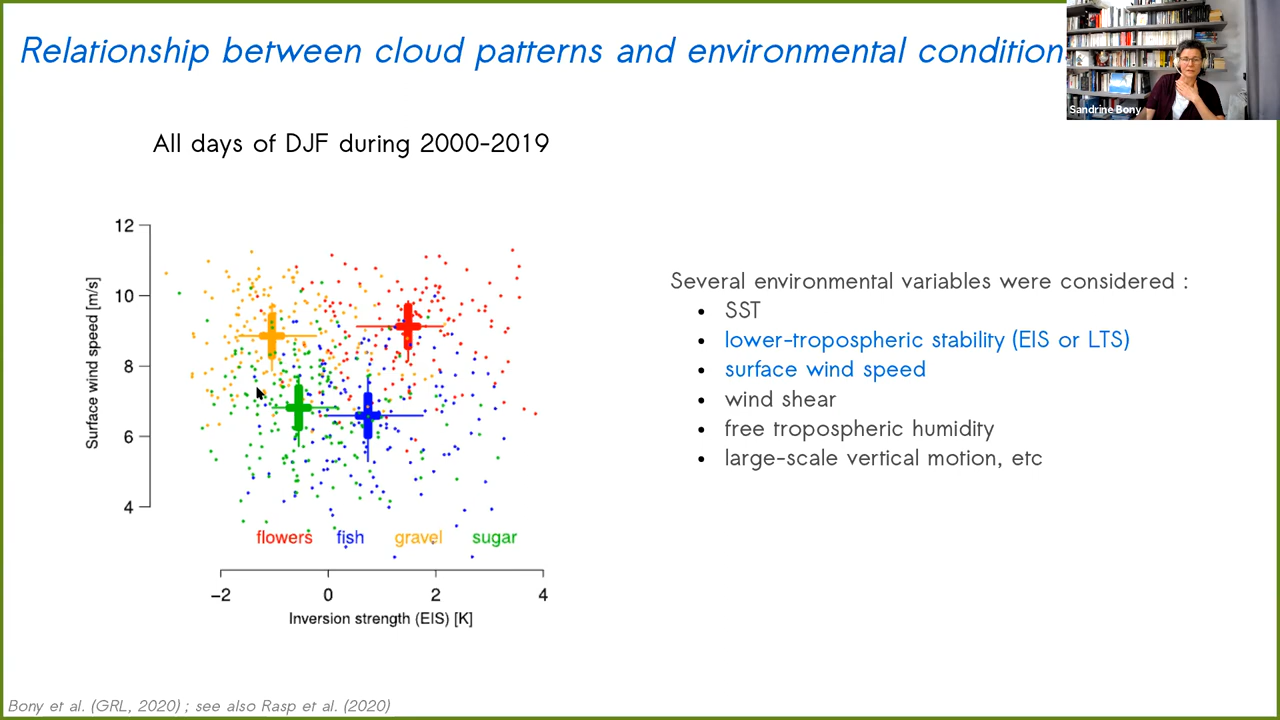 Relationship between cloud patterns and environmental condition
Sandrine Bony
All days of DJF during 2000-2019
12
10
8
6
4
Surface wind speed [m/s]
flowers fish gravel sugar
−2 0 2 4
Inversion strength (EIS) [K]
Several environmental variables were considered :
• SST
• lower-tropospheric stability (EIS or LTS)
• surface wind speed
• wind shear
• free tropospheric humidity
• large-scale vertical motion, etc
Bony et al. (GRL, 2020) ; see also Rasp et al. (2020)